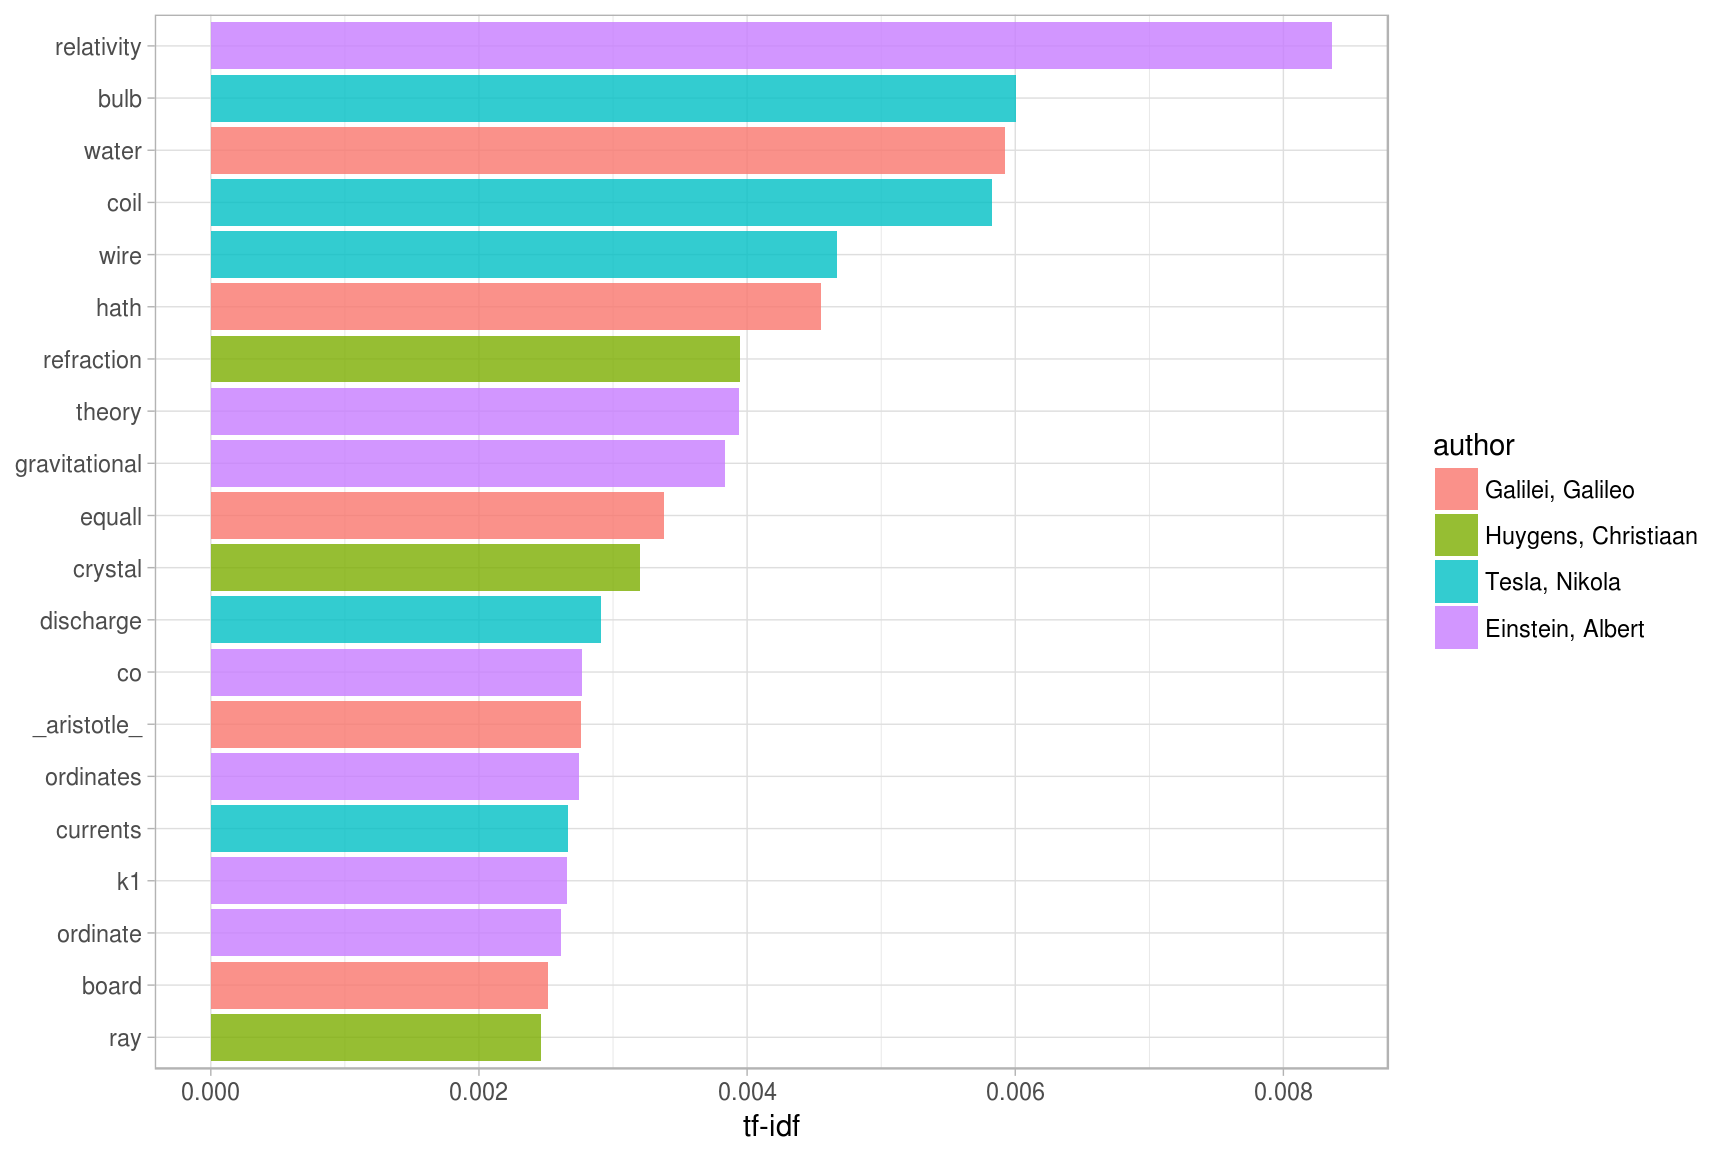 relativity
bulb
water
coil
wire
hath
refraction
theory
gravitational
equall
crystal
discharge
co
_aristotle_
ordinates
currents
k1
ordinate
board
ray
0.000 0.002 0.004 0.006 0.008
tf-idf
author
Galilei, Galileo
Huygens, Christiaan
Tesla, Nikola
Einstein, Albert